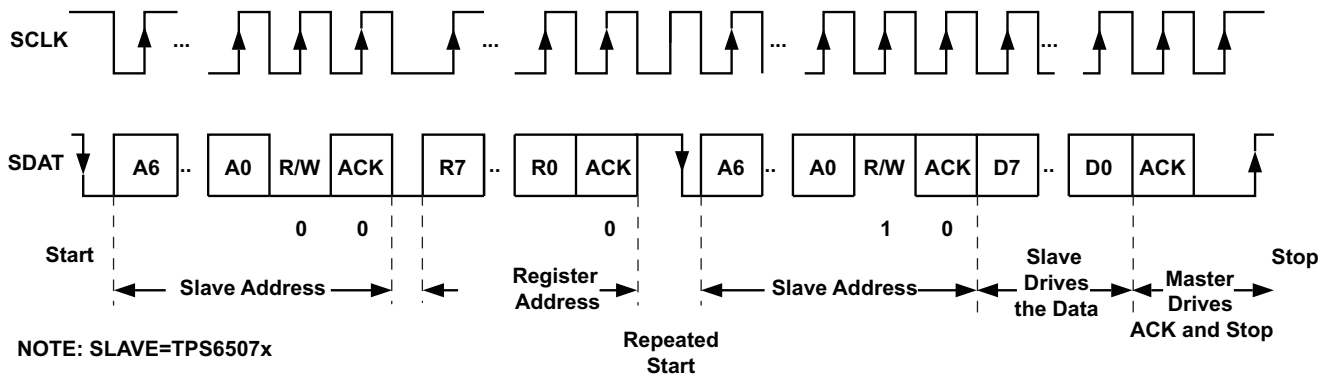 SCLK ... ... ... ...
SDAT A6 .. A0 R/W ACK R7 .. R0 ACK A6 .. A0 R/W ACK D7 .. D0 ACK
0 0 0 1 0
Start
Slave Address
Register
Address
Repeated
Start
Slave Address
Slave
Drives
the Data
Master
Drives
ACK and Stop
Stop
NOTE: SLAVE=TPS6507x